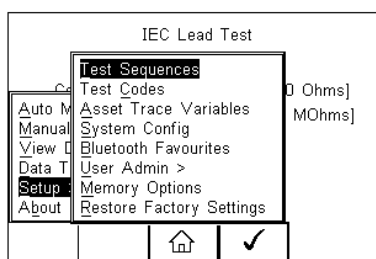 IEC Lead Test
Ohms]
MOhms]
Auto
Manual
View
Data
Setup
About
Test Sequences
Test Codes
Asset Trace Variables
System Config
Bluetooth Favourites
User Admin >
Memory Options
Restore Factory Settings